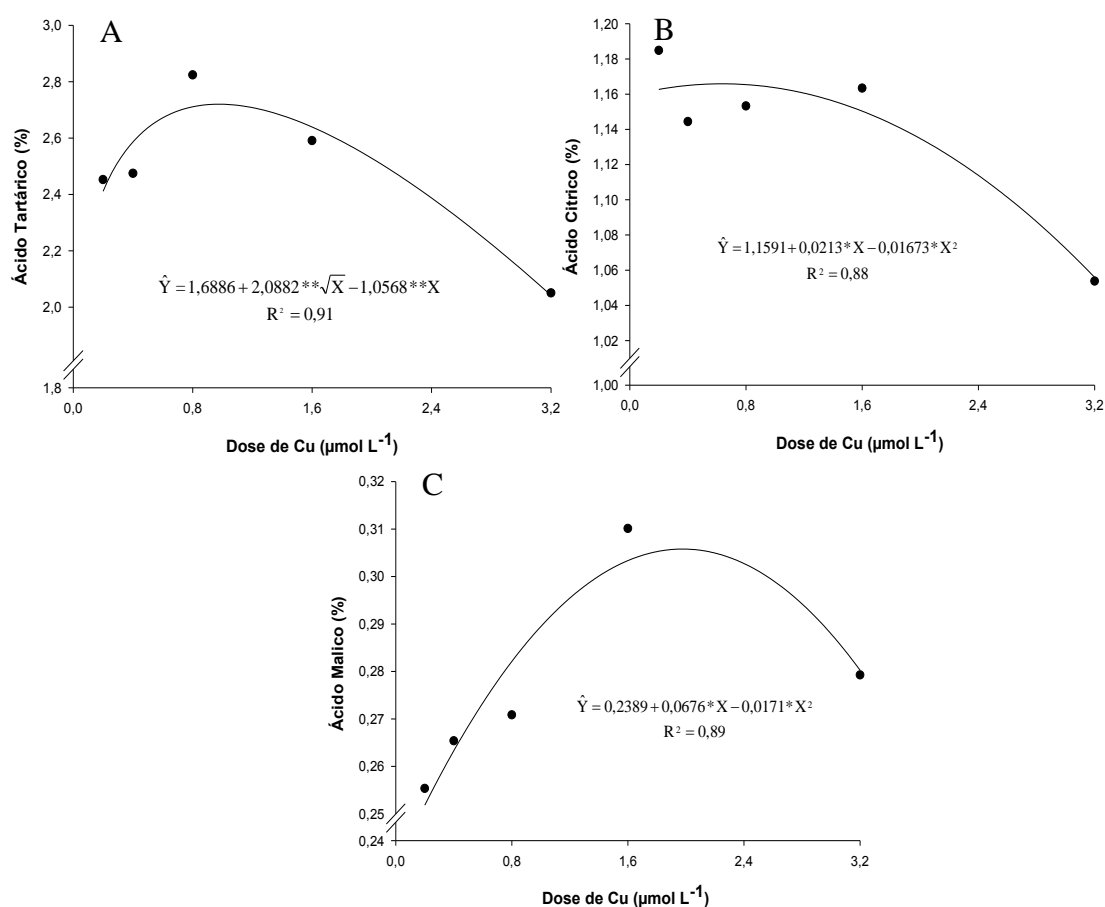 A
Ácido Tartárico (%)
3,0
2,8
2,6
2,4
2,2
2,0
1,8
Ŷ = 1,6886 + 2,0882 **√X − 1,0568 **X
R² = 0,91
0,0 0,8 1,6 2,4 3,2
Dose de Cu (µmol L⁻¹)
B
Ácido Citrico (%)
1,20
1,18
1,16
1,14
1,12
1,10
1,08
1,06
1,04
1,02
1,00
Ŷ = 1,1591 + 0,0213* X − 0,01673* X²
R² = 0,88
0,0 0,8 1,6 2,4 3,2
Dose de Cu (µmol L⁻¹)
C
Ácido Malico (%)
0,32
0,31
0,30
0,29
0,28
0,27
0,26
0,25
0,24
Ŷ = 0,2389 + 0,0676 * X − 0,0171* X²
R² = 0,89
0,0 0,8 1,6 2,4 3,2
Dose de Cu (µmol L⁻¹)